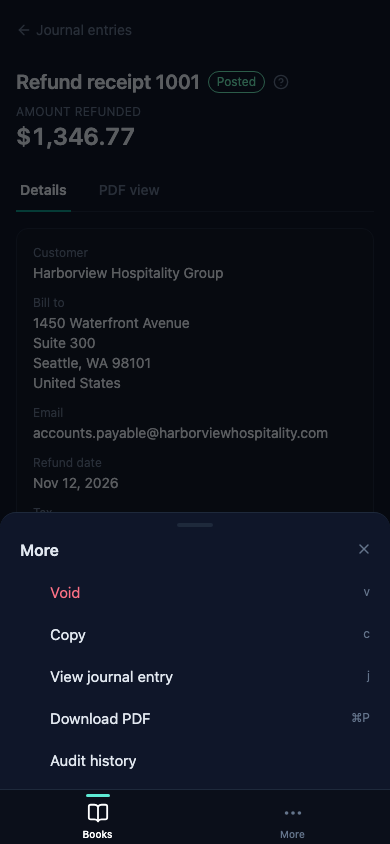 ← Journal entries
Refund receipt 1001 Posted ?
AMOUNT REFUNDED
$1,346.77
Details PDF view
Customer
Harborview Hospitality Group
Bill to
1450 Waterfront Avenue
Suite 300
Seattle, WA 98101
United States
Email
accounts.payable@harborviewhospitality.com
Refund date
Nov 12, 2026
More
Void v
Copy c
View journal entry j
Download PDF ⌘P
Audit history
Books More